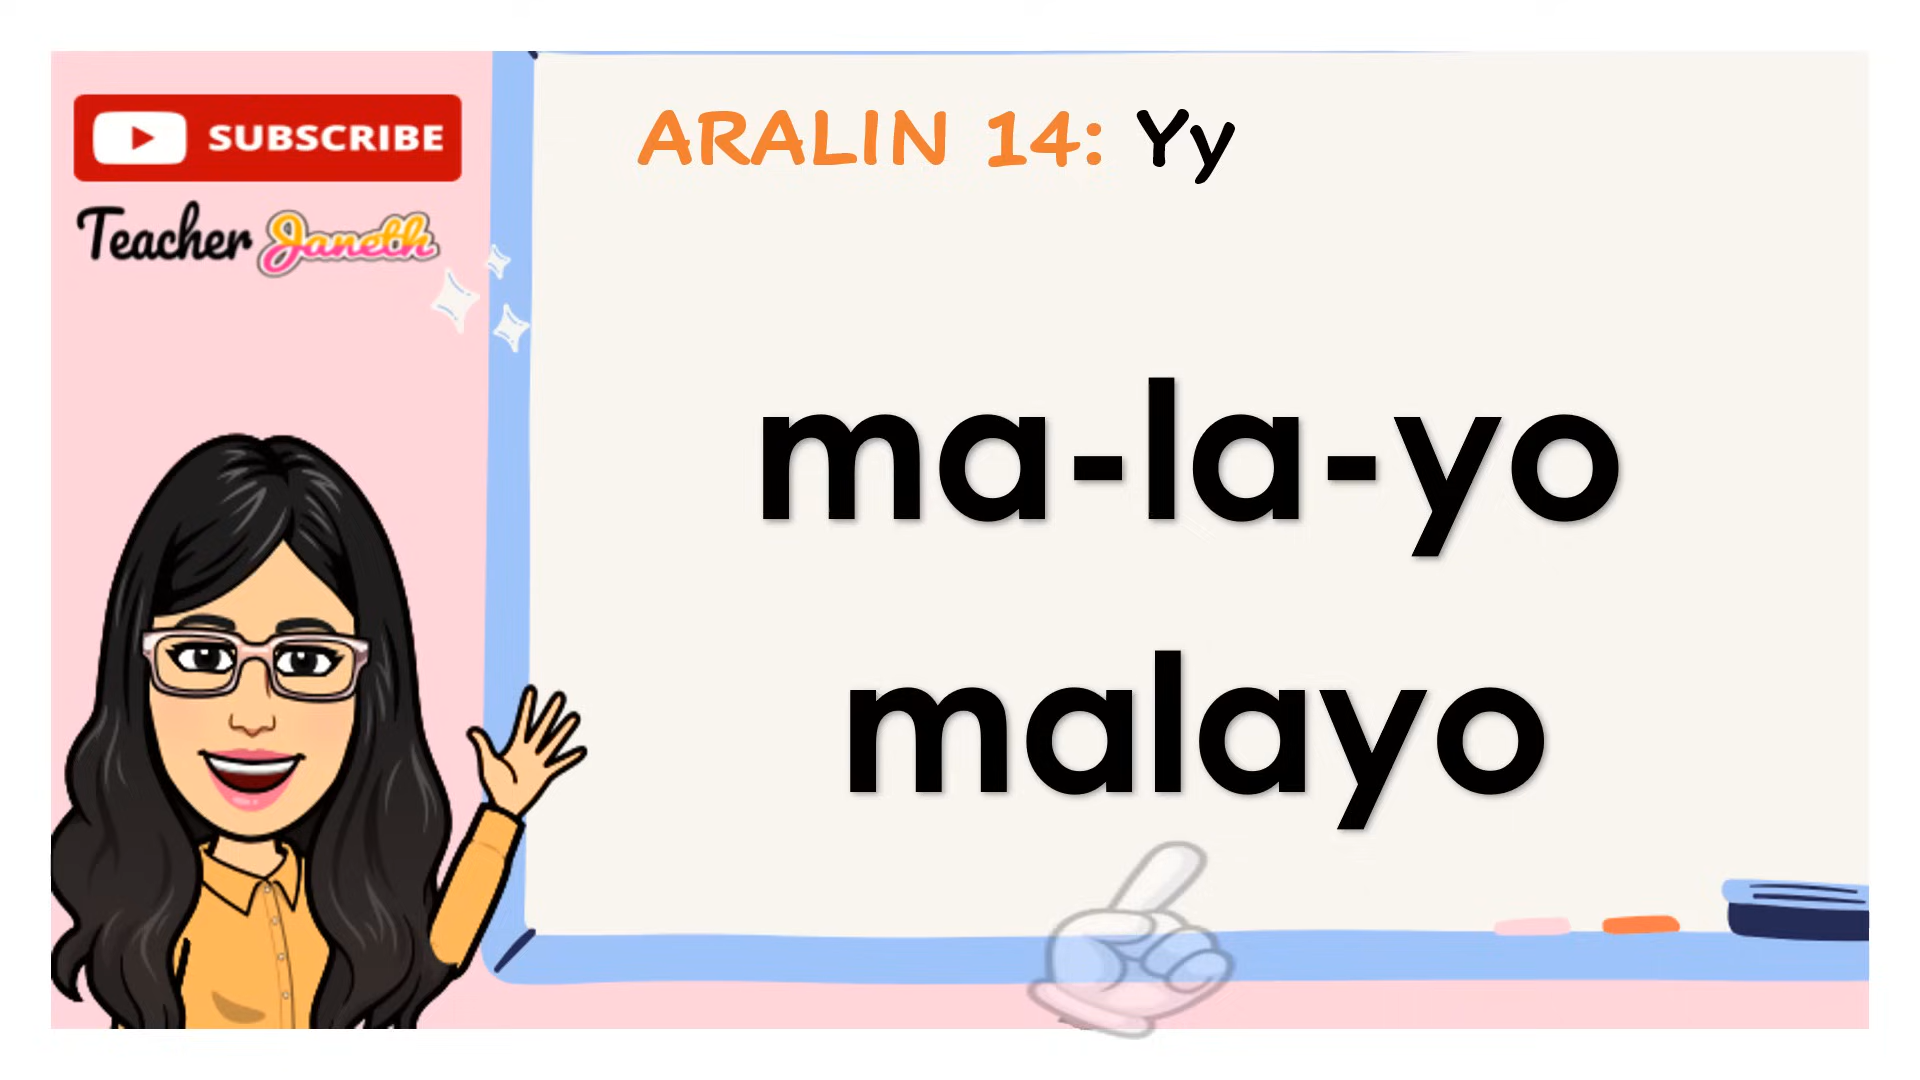 SUBSCRIBE
Teacher Janeth
ARALIN 14: Yy
ma-la-yo
malayo